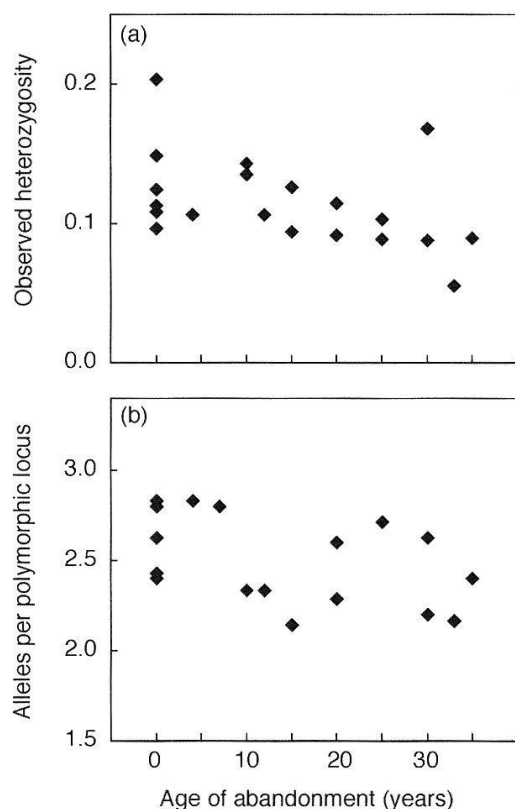 (a)
0.2
0.1
0.0
Observed heterozygosity
(b)
3.0
2.5
2.0
1.5
Alleles per polymorphic locus
0 10 20 30
Age of abandonment (years)